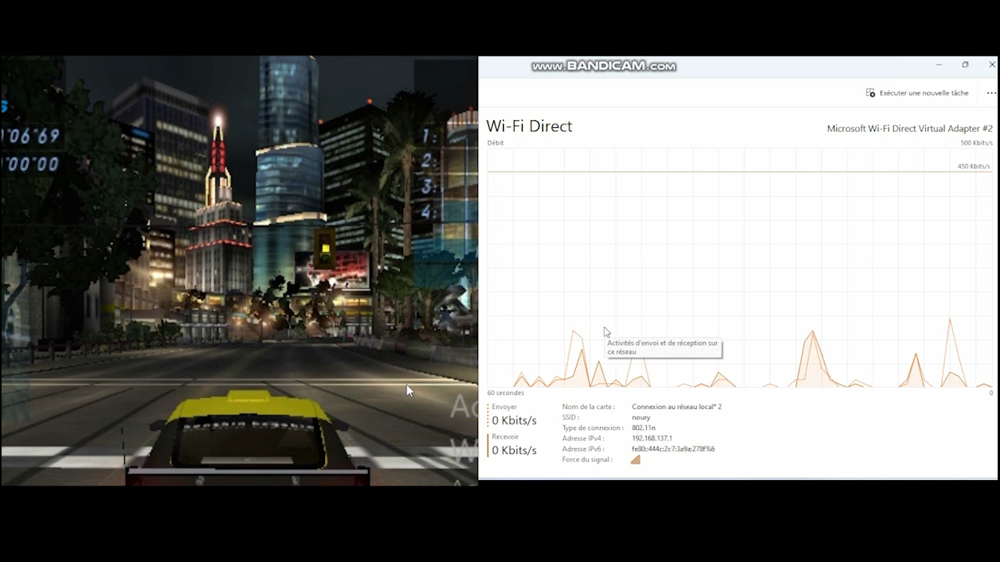 www.BANDICAM.com
Exécuter une nouvelle tâche
Wi-Fi Direct
Microsoft Wi-Fi Direct Virtual Adapter #2
Débit
500 Kbits/s
450 Kbits/s
'06"69
'00"00
1:
2:
3:
4:
Activités d'envoi et de réception sur
ce réseau
60 secondes
0
Envoyer
0 Kbits/s
Recevoir
0 Kbits/s
Nom de la carte : Connexion au réseau local* 2
SSID : noury
Type de connexion : 802.11n
Adresse IPv4 : 192.168.137.1
Adresse IPv6 : fe80::444c:2c7:3a9a:278f%6
Force du signal :